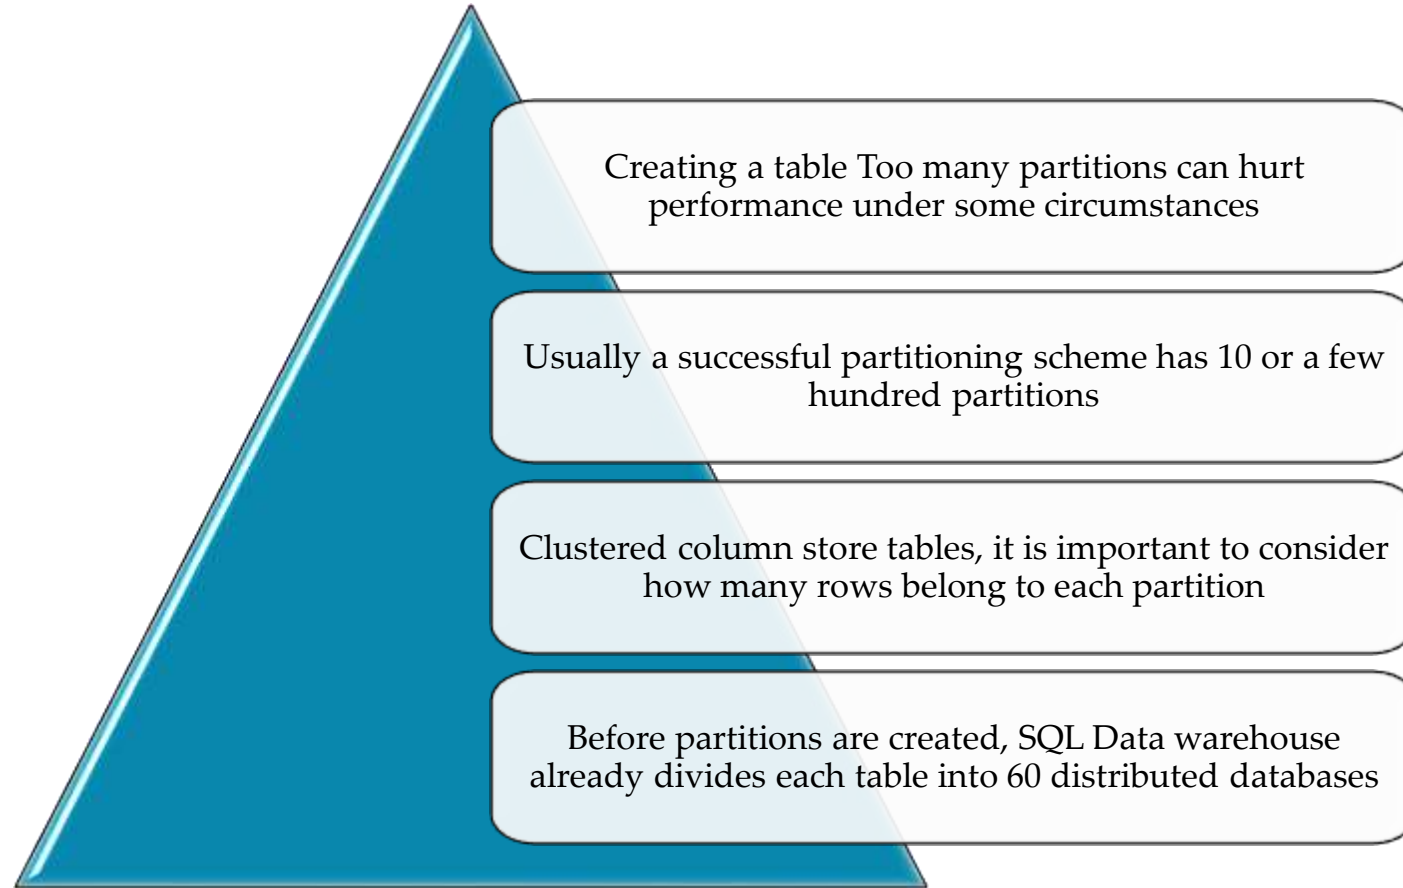 Creating a table Too many partitions can hurt
performance under some circumstances
Usually a successful partitioning scheme has 10 or a few
hundred partitions
Clustered column store tables, it is important to consider
how many rows belong to each partition
Before partitions are created, SQL Data warehouse
already divides each table into 60 distributed databases